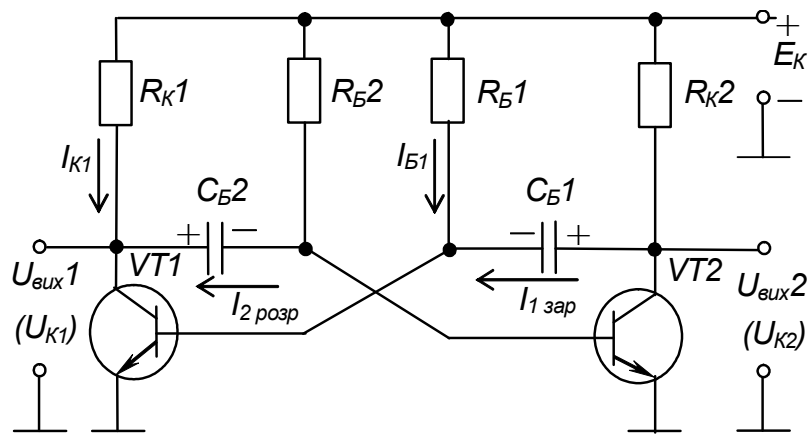 +
E_К
−
R_К1
R_Б2
R_Б1
R_К2
I_К1
I_Б1
C_Б2
C_Б1
+
−
−
+
U_вих1
VT1
VT2
U_вих2
I_2 розр
I_1 зар
(U_К1)
(U_К2)